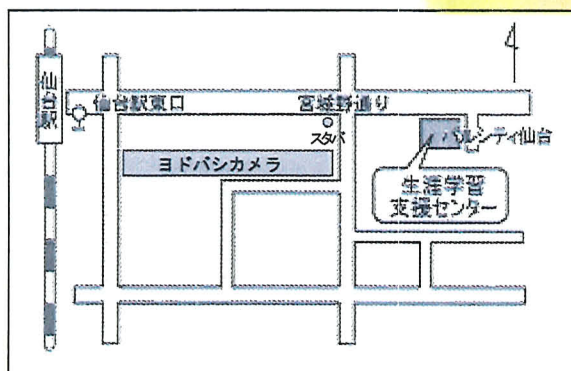 仙台駅
仙台駅東口
宮城野通り
スタバ
パルシティ仙台
ヨドバシカメラ
生涯学習
支援センター